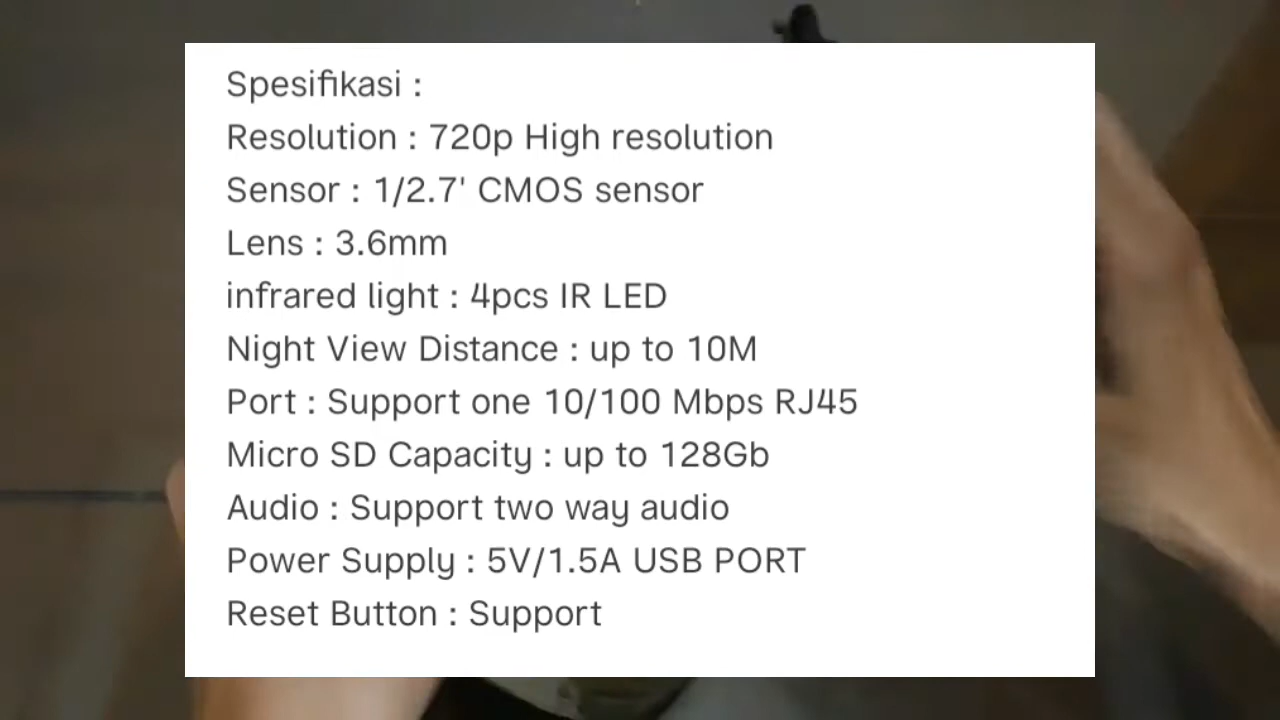 Spesifikasi :
Resolution : 720p High resolution
Sensor : 1/2.7' CMOS sensor
Lens : 3.6mm
infrared light : 4pcs IR LED
Night View Distance : up to 10M
Port : Support one 10/100 Mbps RJ45
Micro SD Capacity : up to 128Gb
Audio : Support two way audio
Power Supply : 5V/1.5A USB PORT
Reset Button : Support